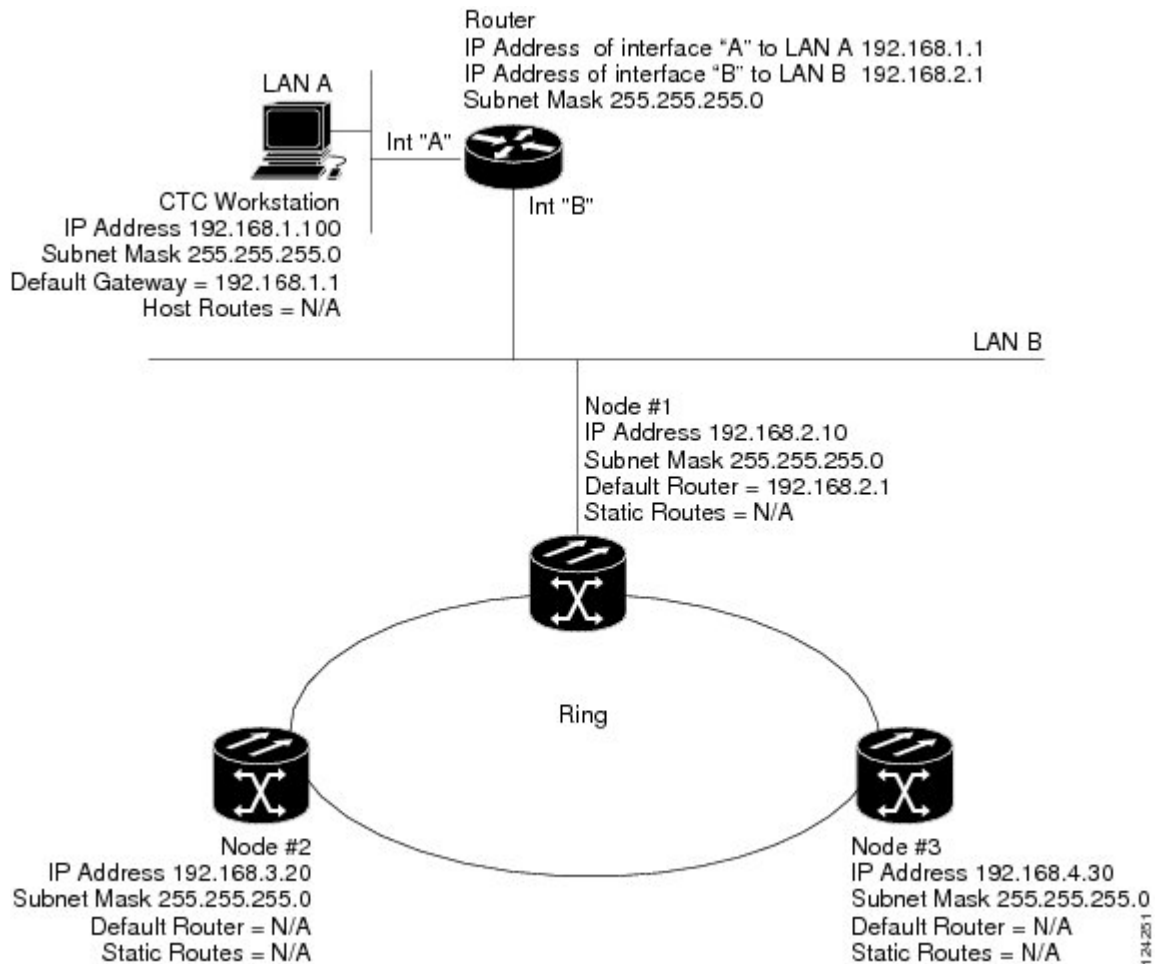 Router
IP Address of interface "A" to LAN A 192.168.1.1
IP Address of interface "B" to LAN B 192.168.2.1
Subnet Mask 255.255.255.0
LAN A
Int "A"
Int "B"
CTC Workstation
IP Address 192.168.1.100
Subnet Mask 255.255.255.0
Default Gateway = 192.168.1.1
Host Routes = N/A
LAN B
Node #1
IP Address 192.168.2.10
Subnet Mask 255.255.255.0
Default Router = 192.168.2.1
Static Routes = N/A
Ring
Node #2
IP Address 192.168.3.20
Subnet Mask 255.255.255.0
Default Router = N/A
Static Routes = N/A
Node #3
IP Address 192.168.4.30
Subnet Mask 255.255.255.0
Default Router = N/A
Static Routes = N/A
124251